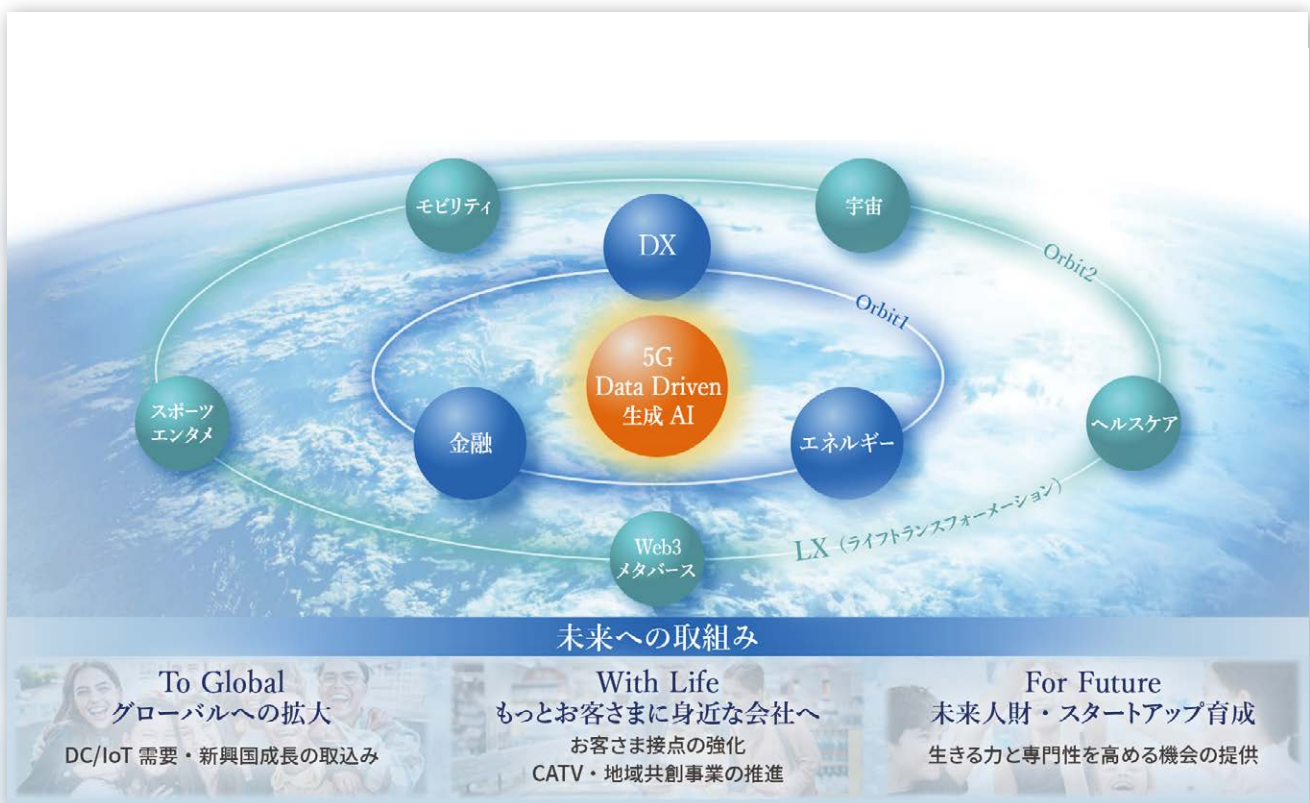 モビリティ
宇宙
DX
Orbit2
Orbit1
5G
Data Driven
生成 AI
スポーツ
エンタメ
金融
エネルギー
ヘルスケア
Web3
メタバース
LX (ライフトランスフォーメーション)
未来への取組み
To Global
グローバルへの拡大
DC/IoT 需要・新興国成長の取込み
With Life
もっとお客さまに身近な会社へ
お客さま接点の強化
CATV・地域共創事業の推進
For Future
未来人財・スタートアップ育成
生きる力と専門性を高める機会の提供